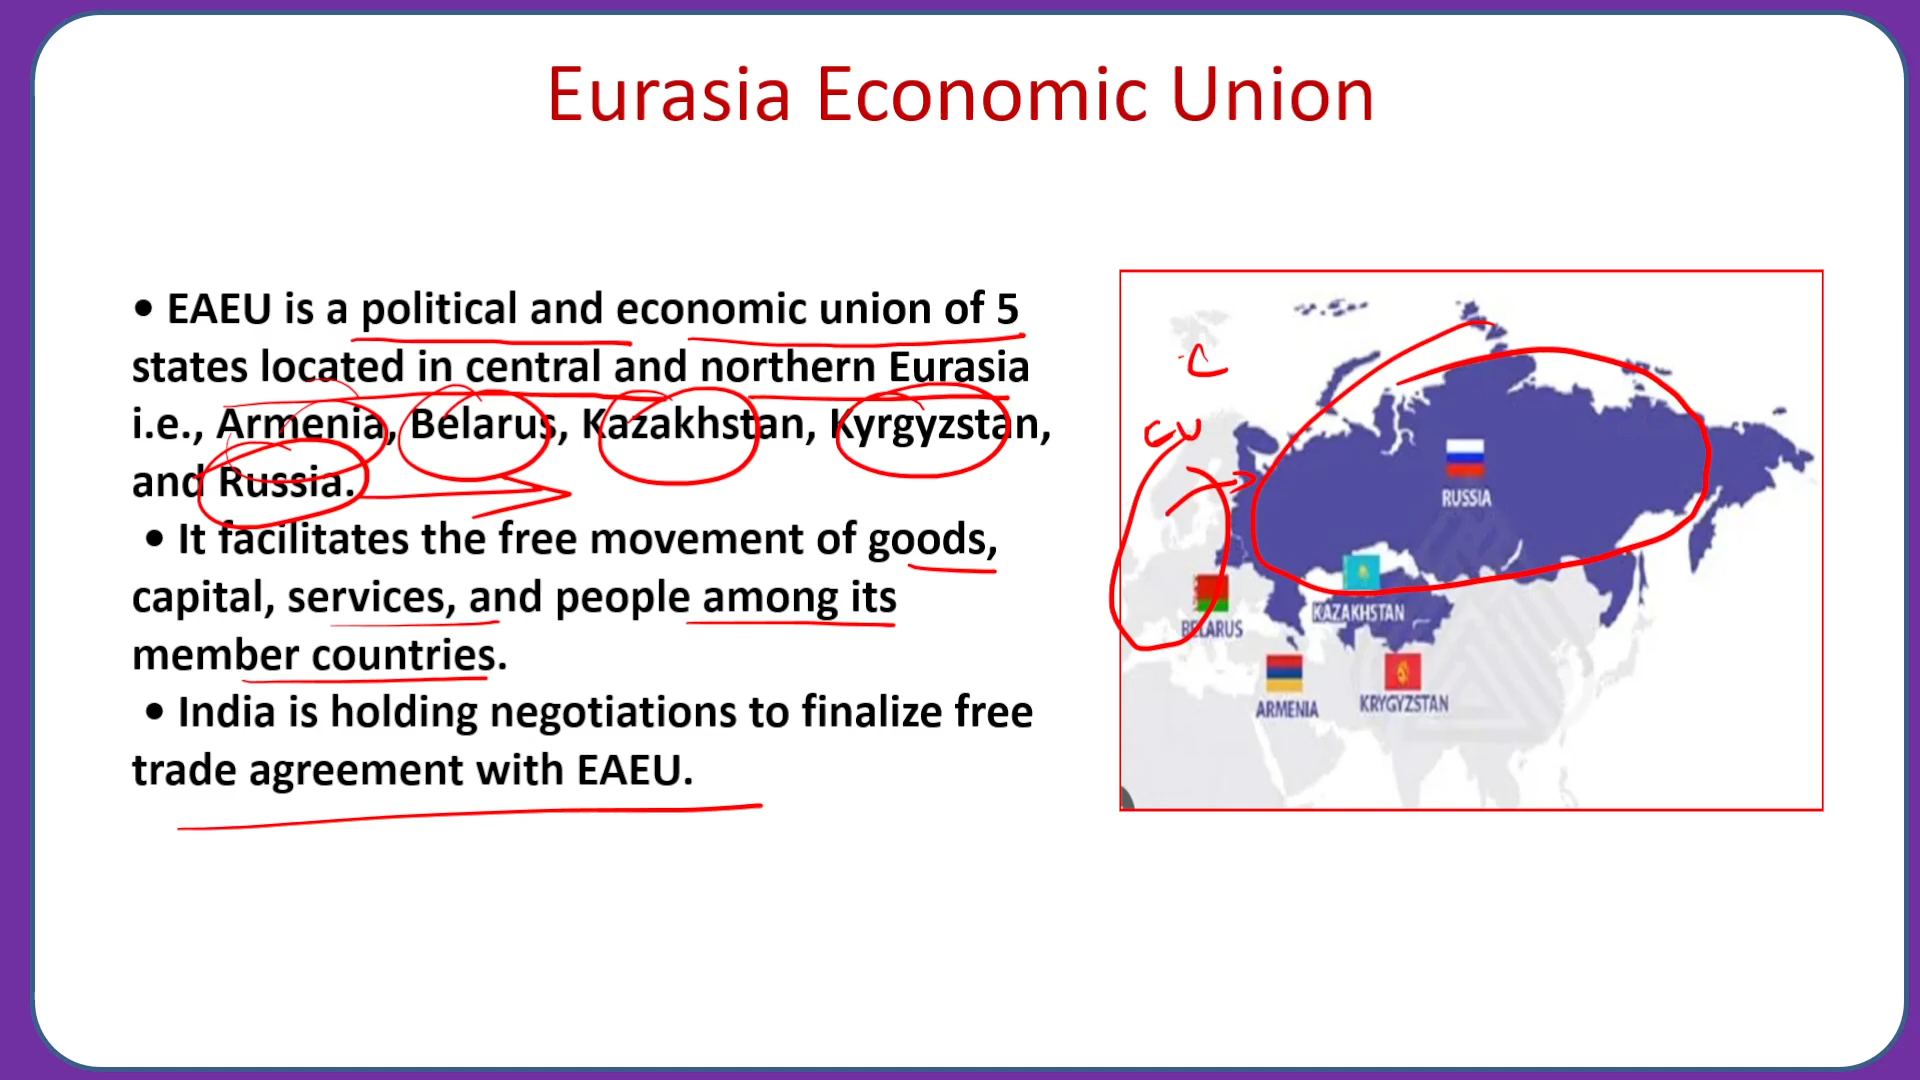 Eurasia Economic Union
• EAEU is a political and economic union of 5
states located in central and northern Eurasia
i.e., Armenia, Belarus, Kazakhstan, Kyrgyzstan,
and Russia.
• It facilitates the free movement of goods,
capital, services, and people among its
member countries.
• India is holding negotiations to finalize free
trade agreement with EAEU.
EU
RUSSIA
KAZAKHSTAN
BELARUS
ARMENIA
KRYGYZSTAN